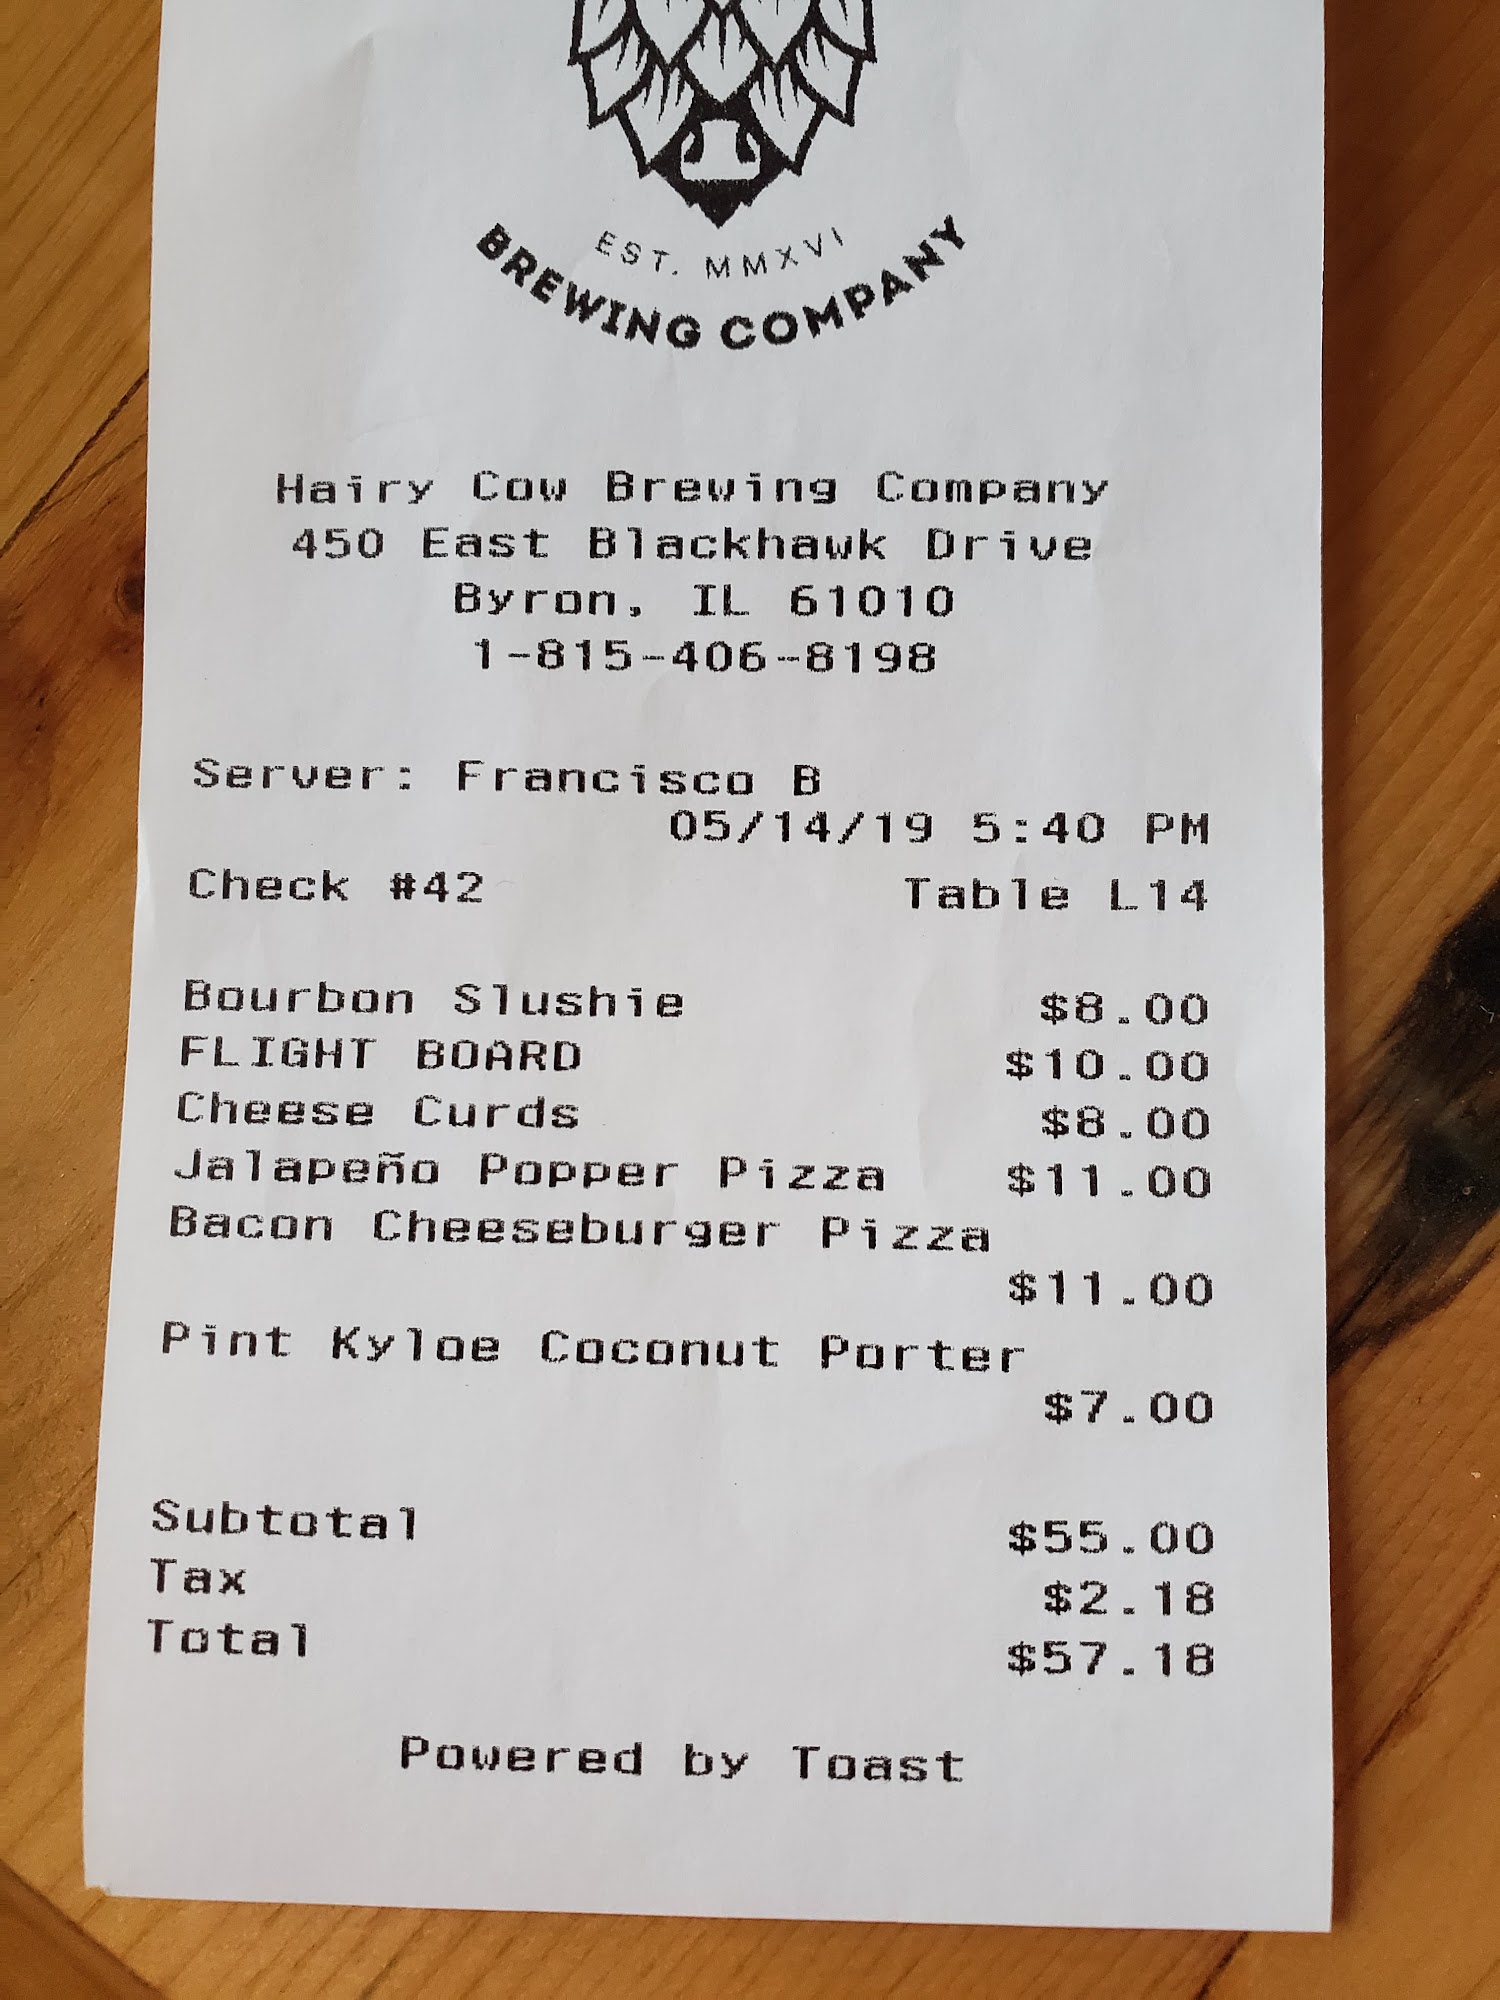 EST. MMXVI
BREWING COMPANY
Hairy Cow Brewing Company
450 East Blackhawk Drive
Byron, IL 61010
1-815-406-8198
Server: Francisco B
05/14/19 5:40 PM
Check #42 Table L14
Bourbon Slushie $8.00
FLIGHT BOARD $10.00
Cheese Curds $8.00
Jalapeño Popper Pizza $11.00
Bacon Cheeseburger Pizza
$11.00
Pint Kyloe Coconut Porter
$7.00
Subtotal $55.00
Tax $2.18
Total $57.18
Powered by Toast